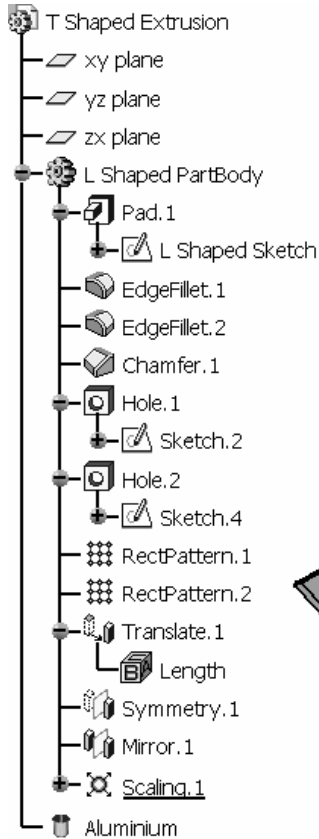 T Shaped Extrusion
xy plane
yz plane
zx plane
L Shaped PartBody
Pad.1
L Shaped Sketch
EdgeFillet.1
EdgeFillet.2
Chamfer.1
Hole.1
Sketch.2
Hole.2
Sketch.4
RectPattern.1
RectPattern.2
Translate.1
Length
Symmetry.1
Mirror.1
Scaling.1
Aluminium